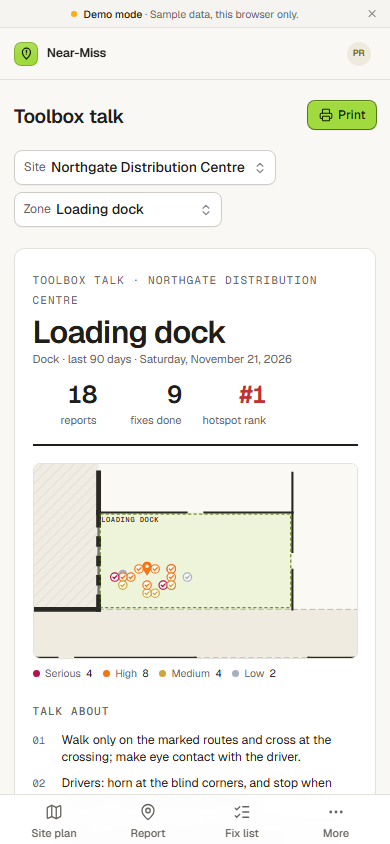 Demo mode · Sample data, this browser only.
Near-Miss
PR
Toolbox talk
Print
Site Northgate Distribution Centre
Zone Loading dock
TOOLBOX TALK · NORTHGATE DISTRIBUTION
CENTRE
Loading dock
Dock · last 90 days · Saturday, November 21, 2026
18 9 #1
reports fixes done hotspot rank
LOADING DOCK
Serious 4 High 8 Medium 4 Low 2
TALK ABOUT
01 Walk only on the marked routes and cross at the
crossing; make eye contact with the driver.
02 Drivers: horn at the blind corners, and stop when
Site plan Report Fix list More